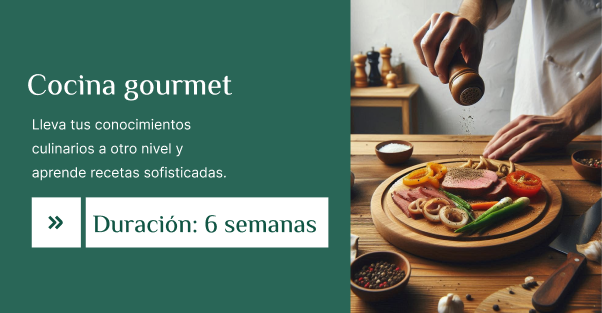 Cocina gourmet
Lleva tus conocimientos
culinarios a otro nivel y
aprende recetas sofisticadas.
» Duración: 6 semanas